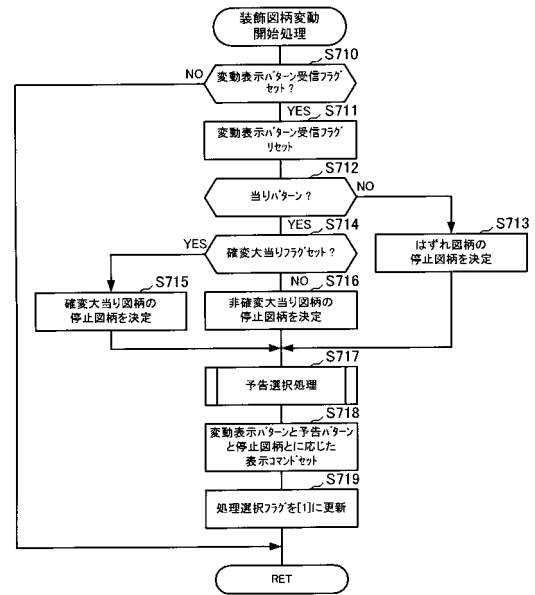 装飾図柄変動
開始処理
S710
NO
変動表示パターン受信フラグ
セット?
YES
S711
変動表示パターン受信フラグ
リセット
S712
当りパターン?
NO
YES
S714
S713
YES
確変大当りフラグセット?
はずれ図柄の
停止図柄を決定
S715
NO
S716
確変大当り図柄の
停止図柄を決定
非確変大当り図柄の
停止図柄を決定
S717
予告選択処理
S718
変動表示パターンと予告パターン
と停止図柄とに応じた
表示コマンドセット
S719
処理選択フラグを[1]に更新
RET